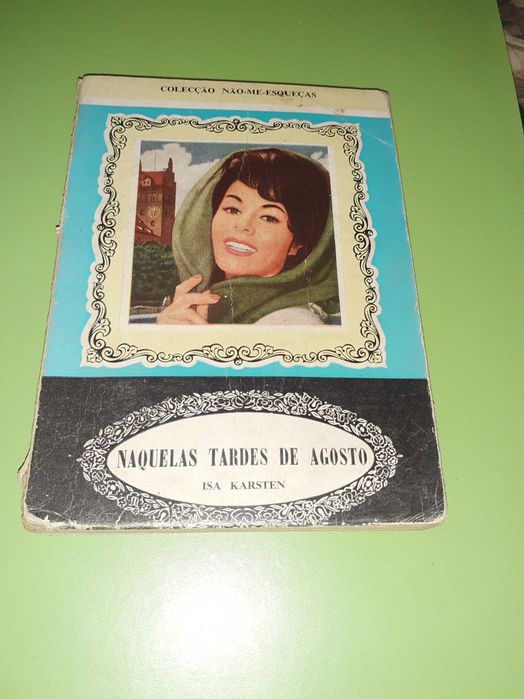 COLECÇÃO NÃO-ME-ESQUEÇAS
NAQUELAS TARDES DE AGOSTO
ISA KARSTEN